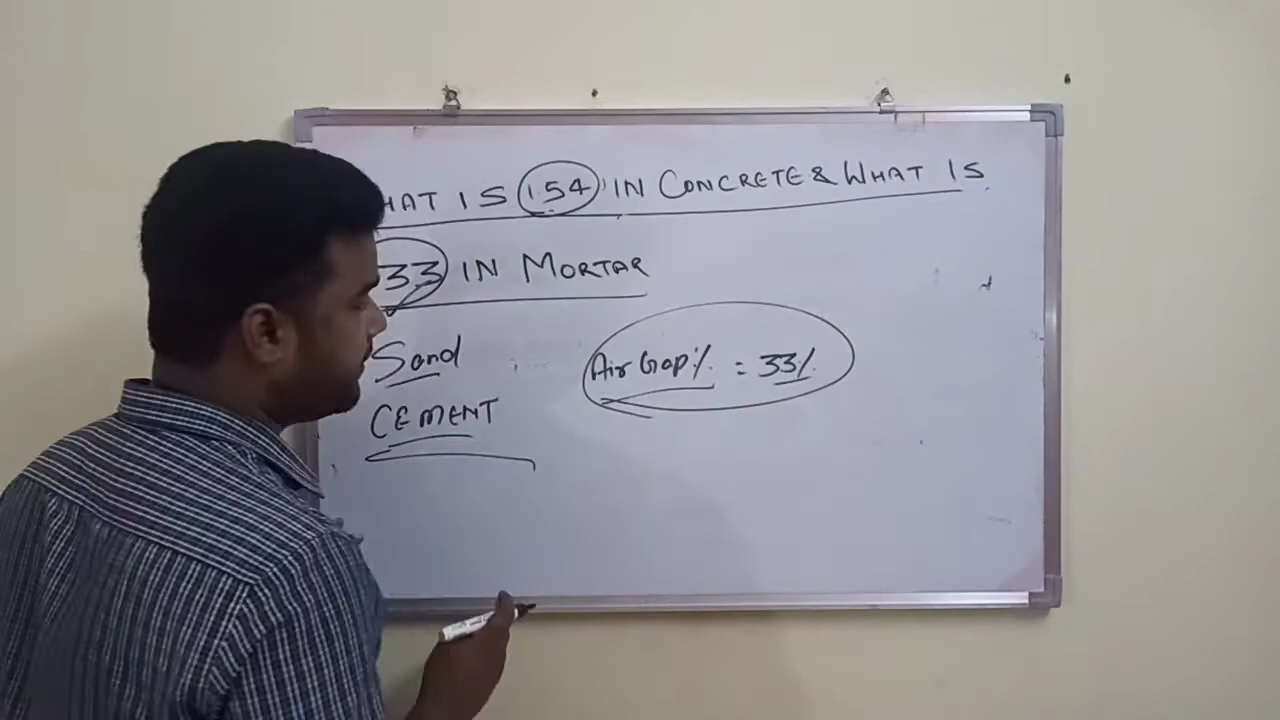 HAT IS 1.54 IN CONCRETE & WHAT IS
33 IN MORTAR
Sand
CEMENT
Air Gap % = 33%